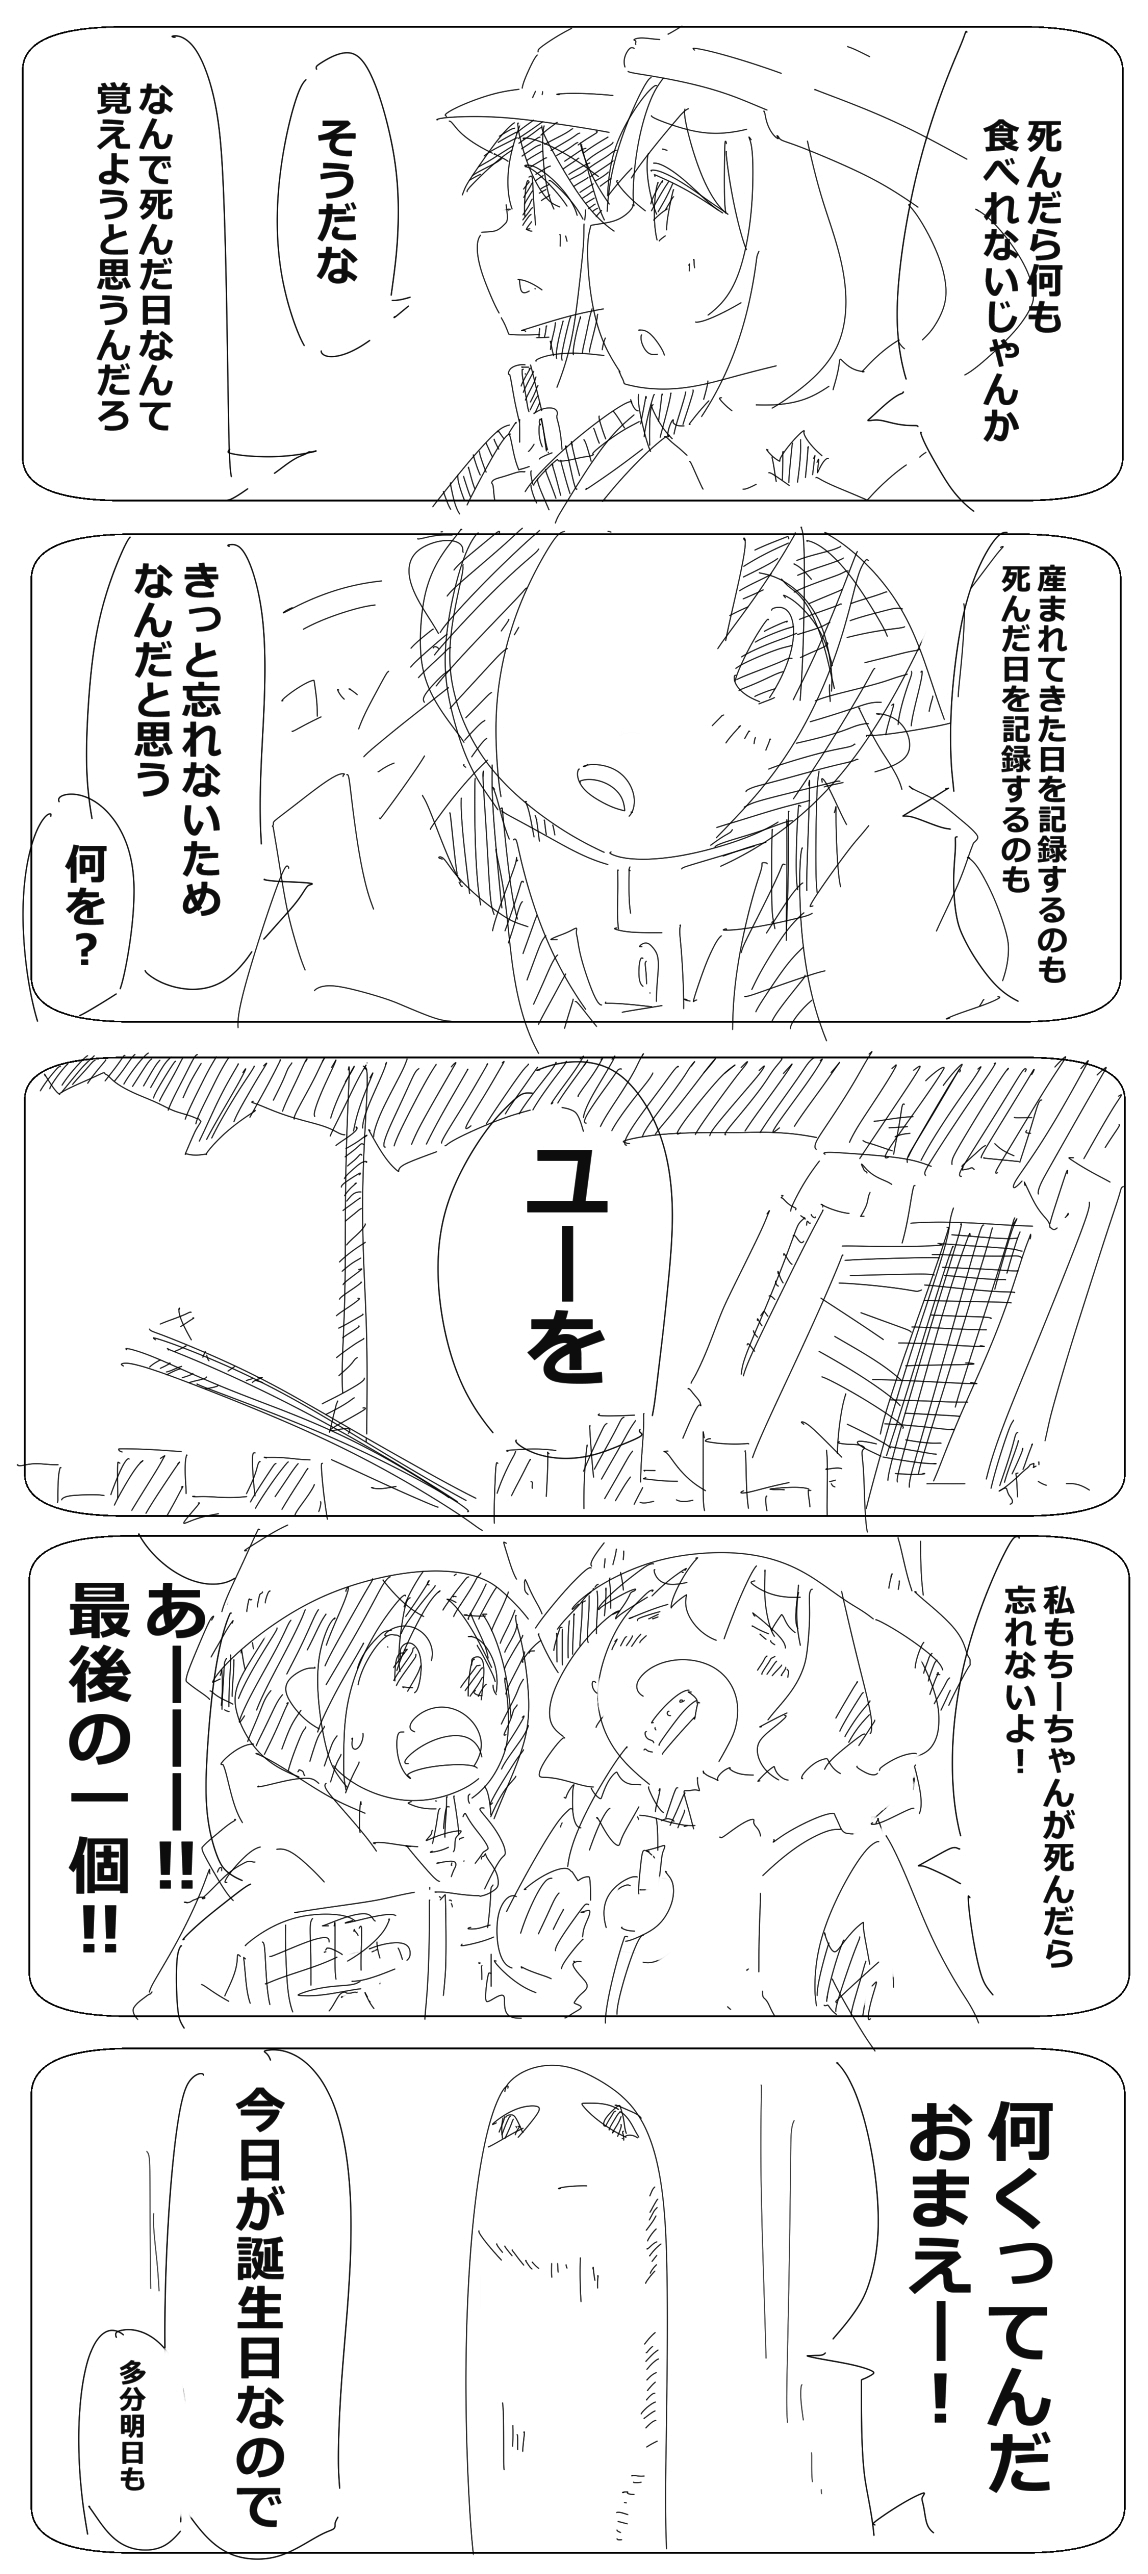 死んだら何も
食べれないじゃんか
そうだな
なんで死んだ日なんて
覚えようと思うんだろ
産まれてきた日を記録するのも
死んだ日を記録するのも
きっと忘れないため
なんだと思う
何を?
ユーを
私もちーちゃんが死んだら
忘れないよ!
あーーー!!
最後の一個!!
何くってんだ
おまえー!
今日が誕生日なので
多分明日も